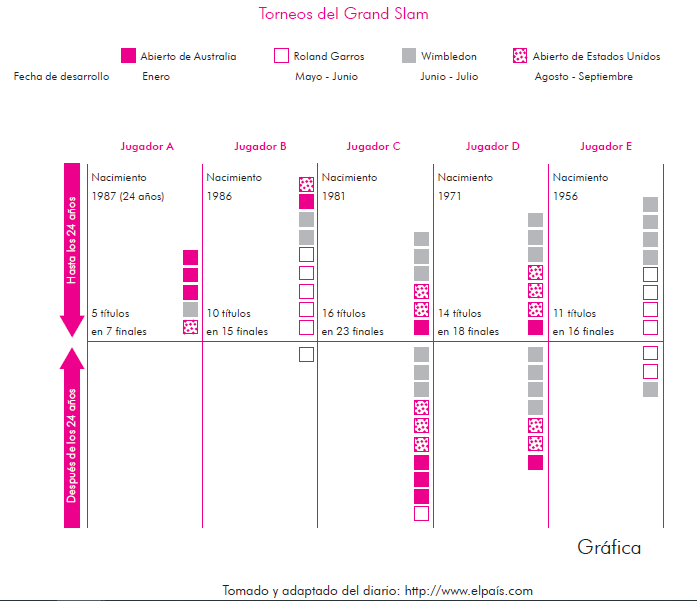 Torneos del Grand Slam
Abierto de Australia Roland Garros Wimbledon Abierto de Estados Unidos
Fecha de desarrollo Enero Mayo - Junio Junio - Julio Agosto - Septiembre
Jugador A Jugador B Jugador C Jugador D Jugador E
Hasta los 24 años
Nacimiento Nacimiento Nacimiento Nacimiento Nacimiento
1987 (24 años) 1986 1981 1971 1956
5 títulos 10 títulos 16 títulos 14 títulos 11 títulos
en 7 finales en 15 finales en 23 finales en 18 finales en 16 finales
Después de los 24 años
Gráfica
Tomado y adaptado del diario: http://www.elpaís.com